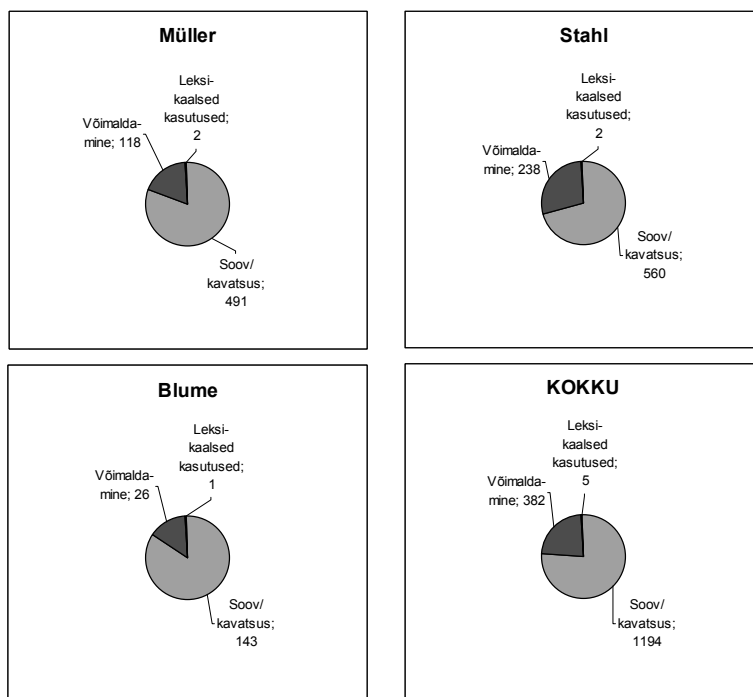 Müller
Leksi-
kaalsed
kasutused;
2
Võimalda-
mine; 118
Soov/
kavatsus;
491
Stahl
Leksi-
kaalsed
kasutused;
2
Võimalda-
mine; 238
Soov/
kavatsus;
560
Blume
Leksi-
kaalsed
kasutused;
1
Võimalda-
mine; 26
Soov/
kavatsus;
143
KOKKU
Leksi-
kaalsed
kasutused;
5
Võimalda-
mine; 382
Soov/
kavatsus;
1194